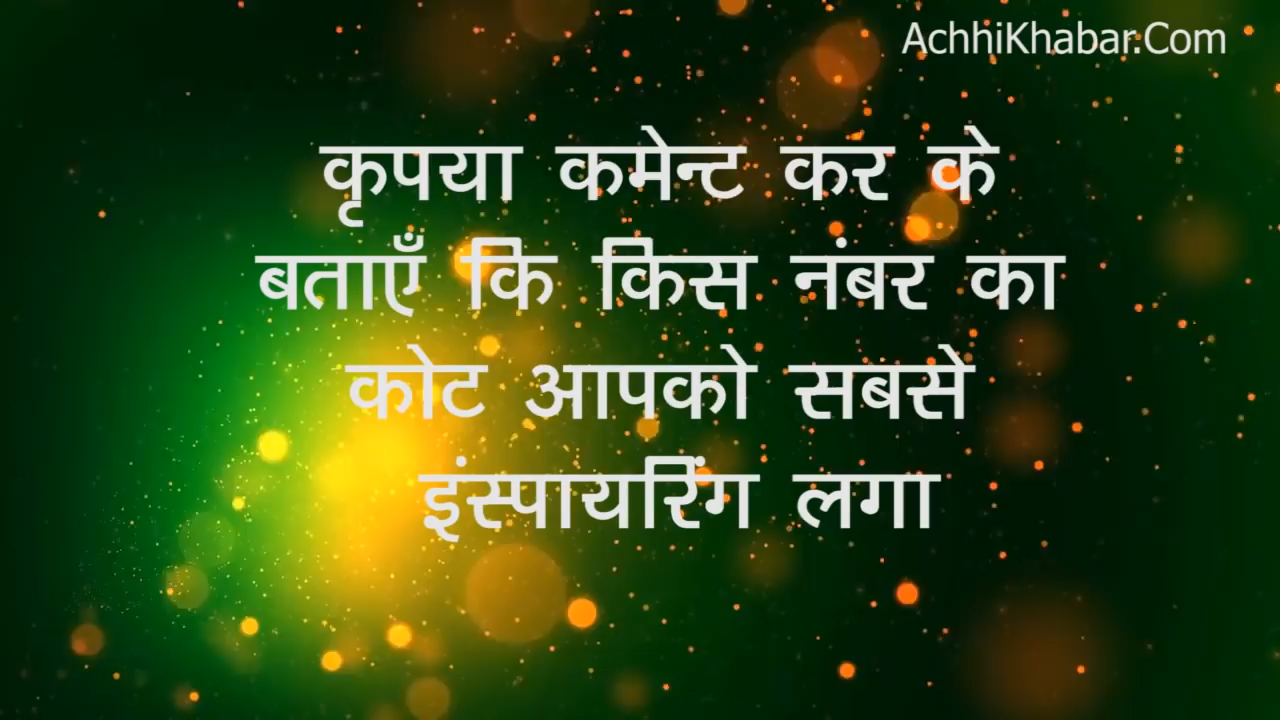 AchhiKhabar.Com
कृपया कमेन्ट कर के
बताएँ कि किस नंबर का
कोट आपको सबसे
इंस्पायरिंग लगा